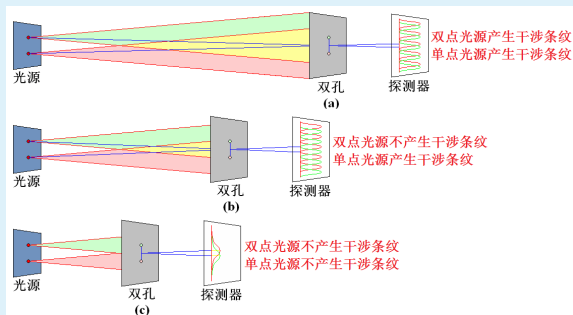 双点光源产生干涉条纹
单点光源产生干涉条纹
光源
双孔
探测器
(a)
双点光源不产生干涉条纹
单点光源产生干涉条纹
光源
双孔
探测器
(b)
双点光源不产生干涉条纹
单点光源不产生干涉条纹
光源
双孔
探测器
(c)